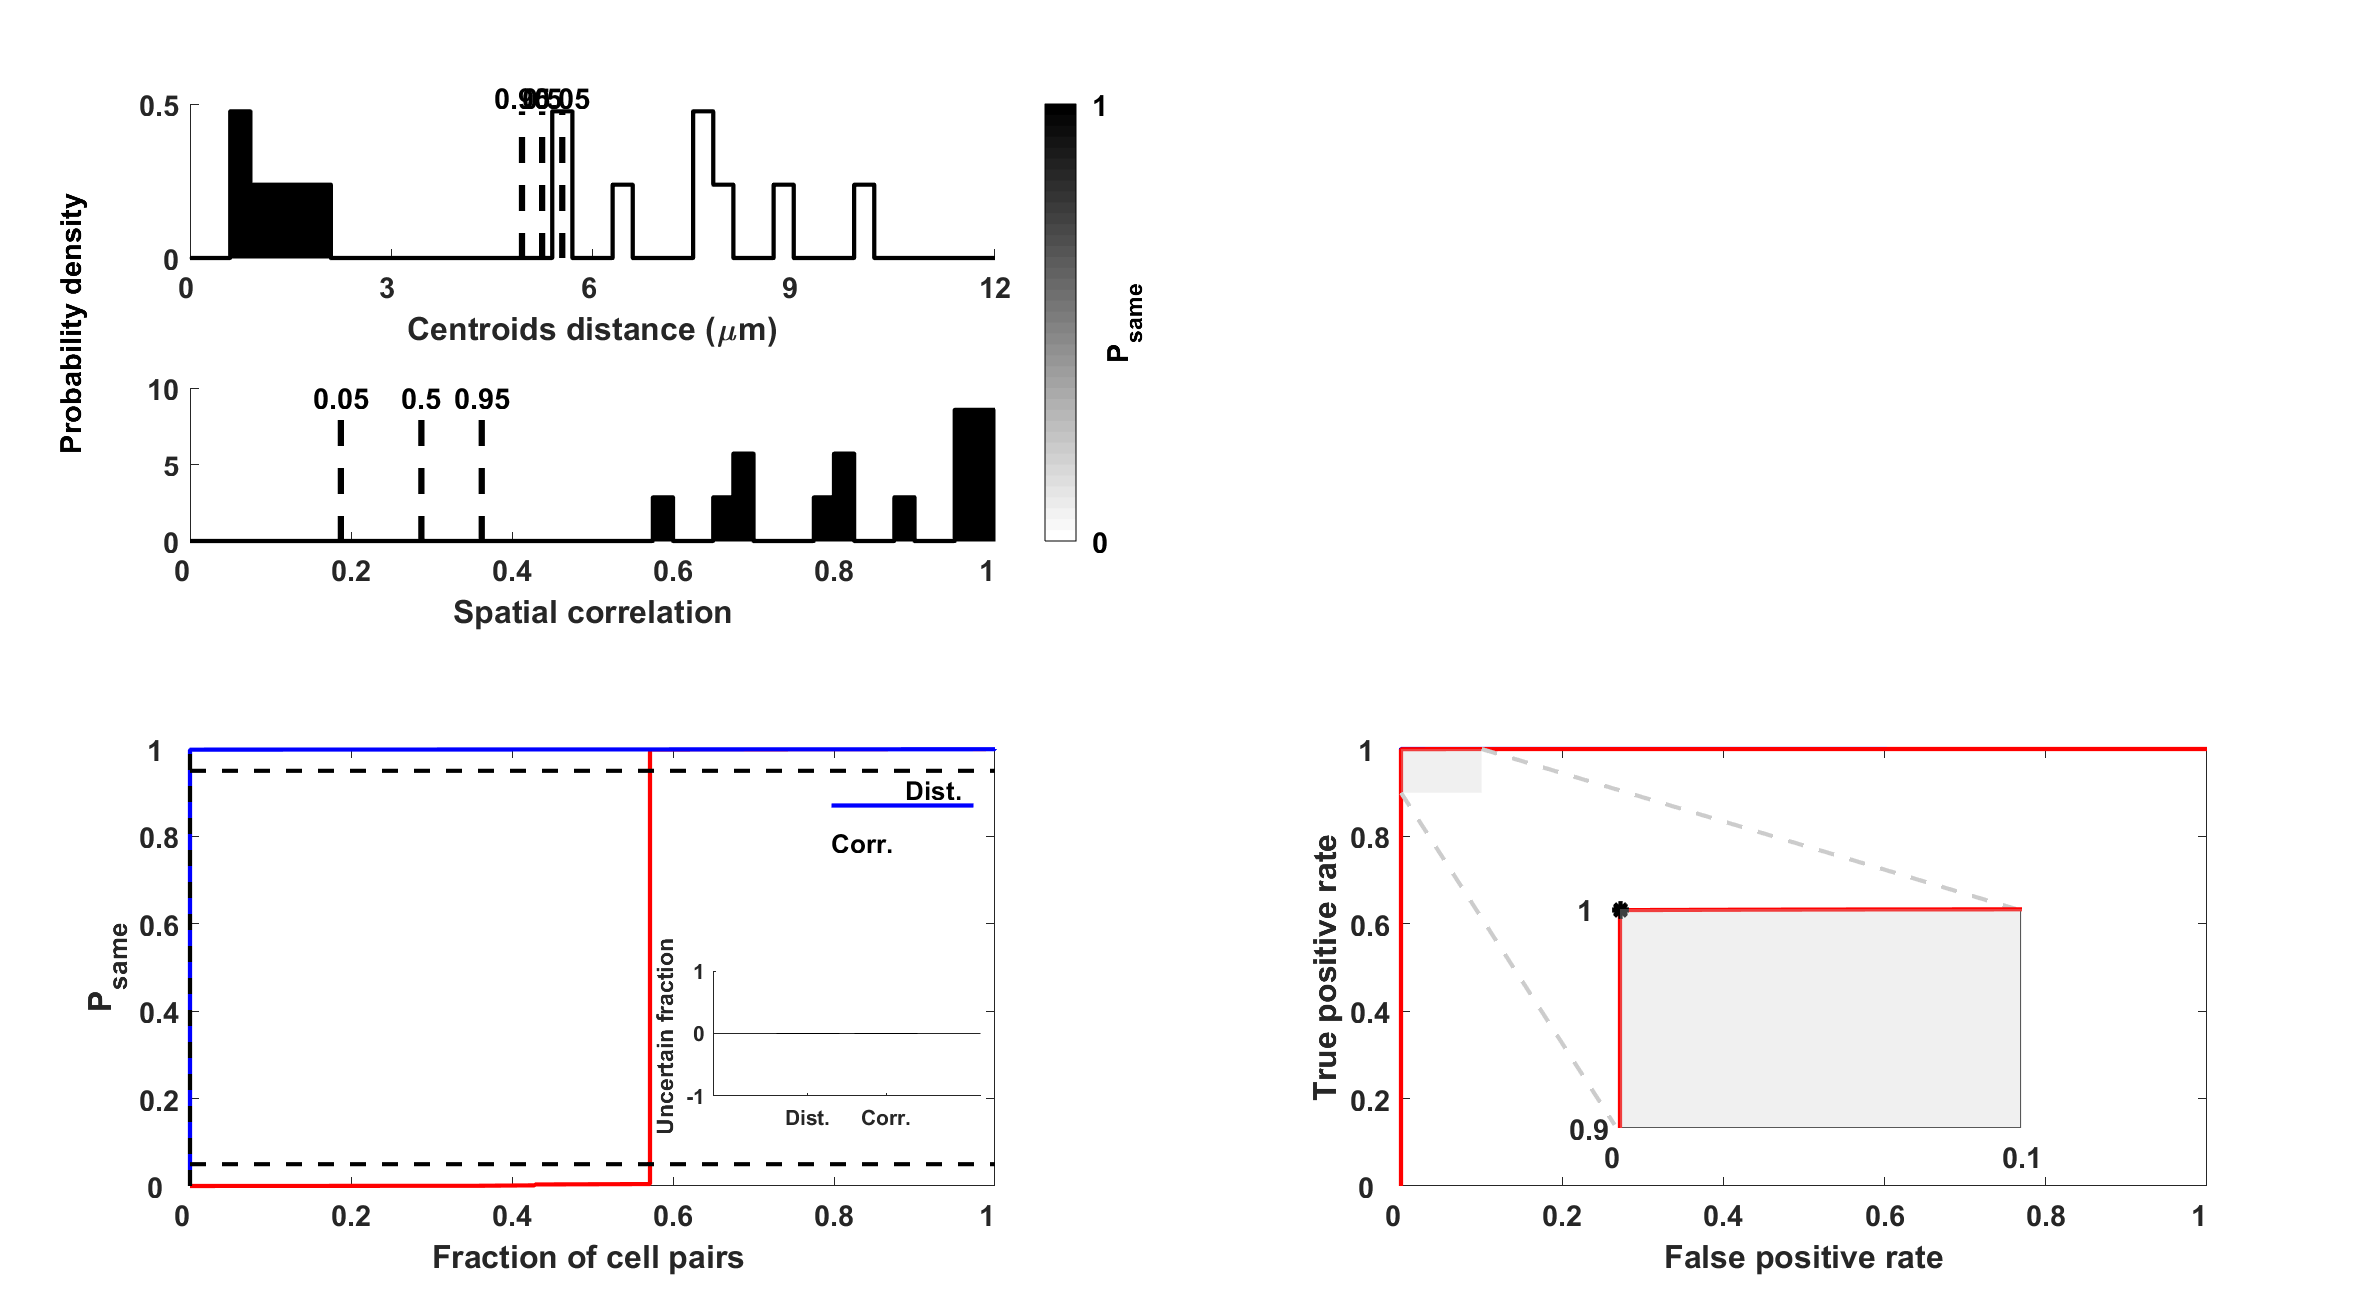 0.5
0
0 3 6 9 12
Centroids distance (μm)
Probability density
10
5
0
0.05 0.5 0.95
0 0.2 0.4 0.6 0.8 1
Spatial correlation
1
0
P same
1
0.8
0.6
0.4
0.2
0
P same
Dist.
Corr.
Uncertain fraction
1
0
-1
Dist. Corr.
0 0.2 0.4 0.6 0.8 1
Fraction of cell pairs
1
0.8
0.6
0.4
0.2
0
True positive rate
1
0.9
0 0.1
0 0.2 0.4 0.6 0.8 1
False positive rate